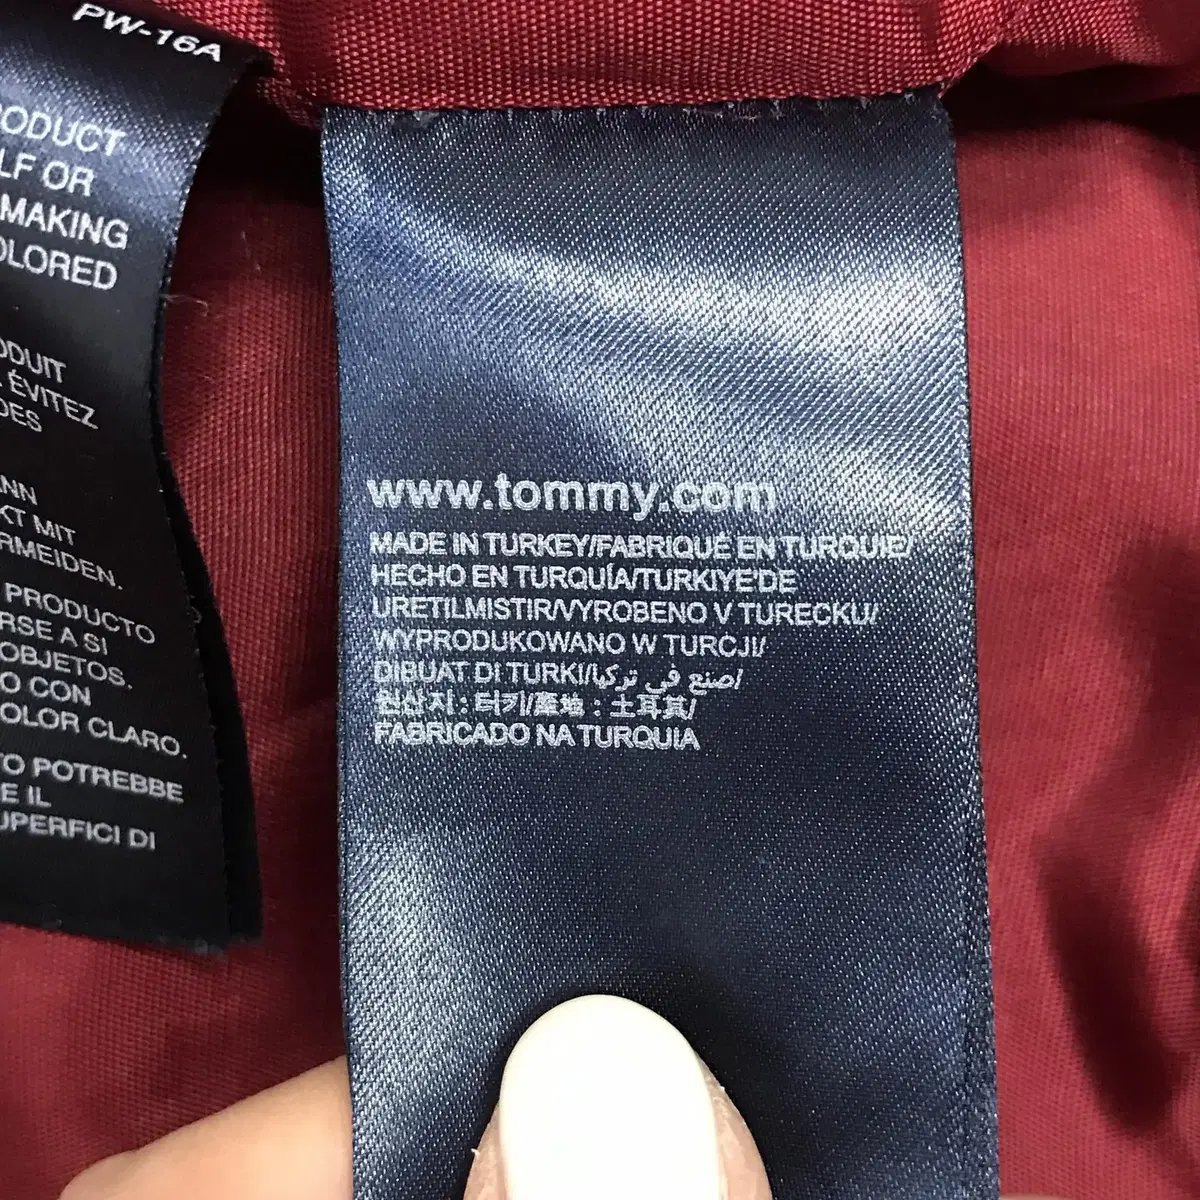 PW-16A
ODUCT
LF OR
MAKING
OLORED
ODUIT
ÉVITEZ
DES
ANN
KT MIT
RMEIDEN.
PRODUCTO
RSE A SI
OBJETOS.
O CON
OLOR CLARO.
TO POTREBBE
E IL
UPERFICI DI
www.tommy.com
MADE IN TURKEY/FABRIQUÉ EN TURQUIE/
HECHO EN TURQUÍA/TURKIYE'DE
URETILMISTIR/VYROBENO V TURECKU/
WYPRODUKOWANO W TURCJI/
DIBUAT DI TURKI/صنع في تركيا/
원산지 : 터키/產地 : 土耳其/
FABRICADO NA TURQUIA